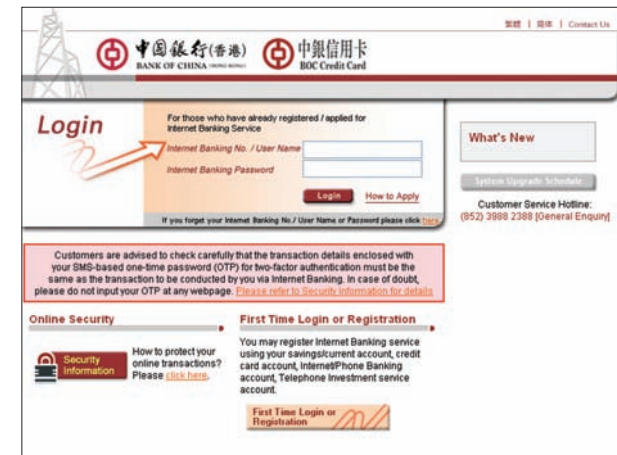 繁體 | 简体 | Contact Us
中國銀行(香港)
BANK OF CHINA (HONG KONG)
中銀信用卡
BOC Credit Card
Login
For those who have already registered / applied for
Internet Banking Service
Internet Banking No. / User Name
Internet Banking Password
Login How to Apply
If you forget your Internet Banking No./ User Name or Password please click here.
What's New
System Upgrade Schedule
Customer Service Hotline:
(852) 3988 2388 [General Enquiry]
Customers are advised to check carefully that the transaction details enclosed with
your SMS-based one-time password (OTP) for two-factor authentication must be the
same as the transaction to be conducted by you via Internet Banking. In case of doubt,
please do not input your OTP at any webpage. Please refer to Security Information for details
Online Security
Security
Information
How to protect your
online transactions?
Please click here.
First Time Login or Registration
You may register Internet Banking service
using your savings/current account, credit
card account, Internet/Phone Banking
account, Telephone Investment service
account.
First Time Login or
Registration